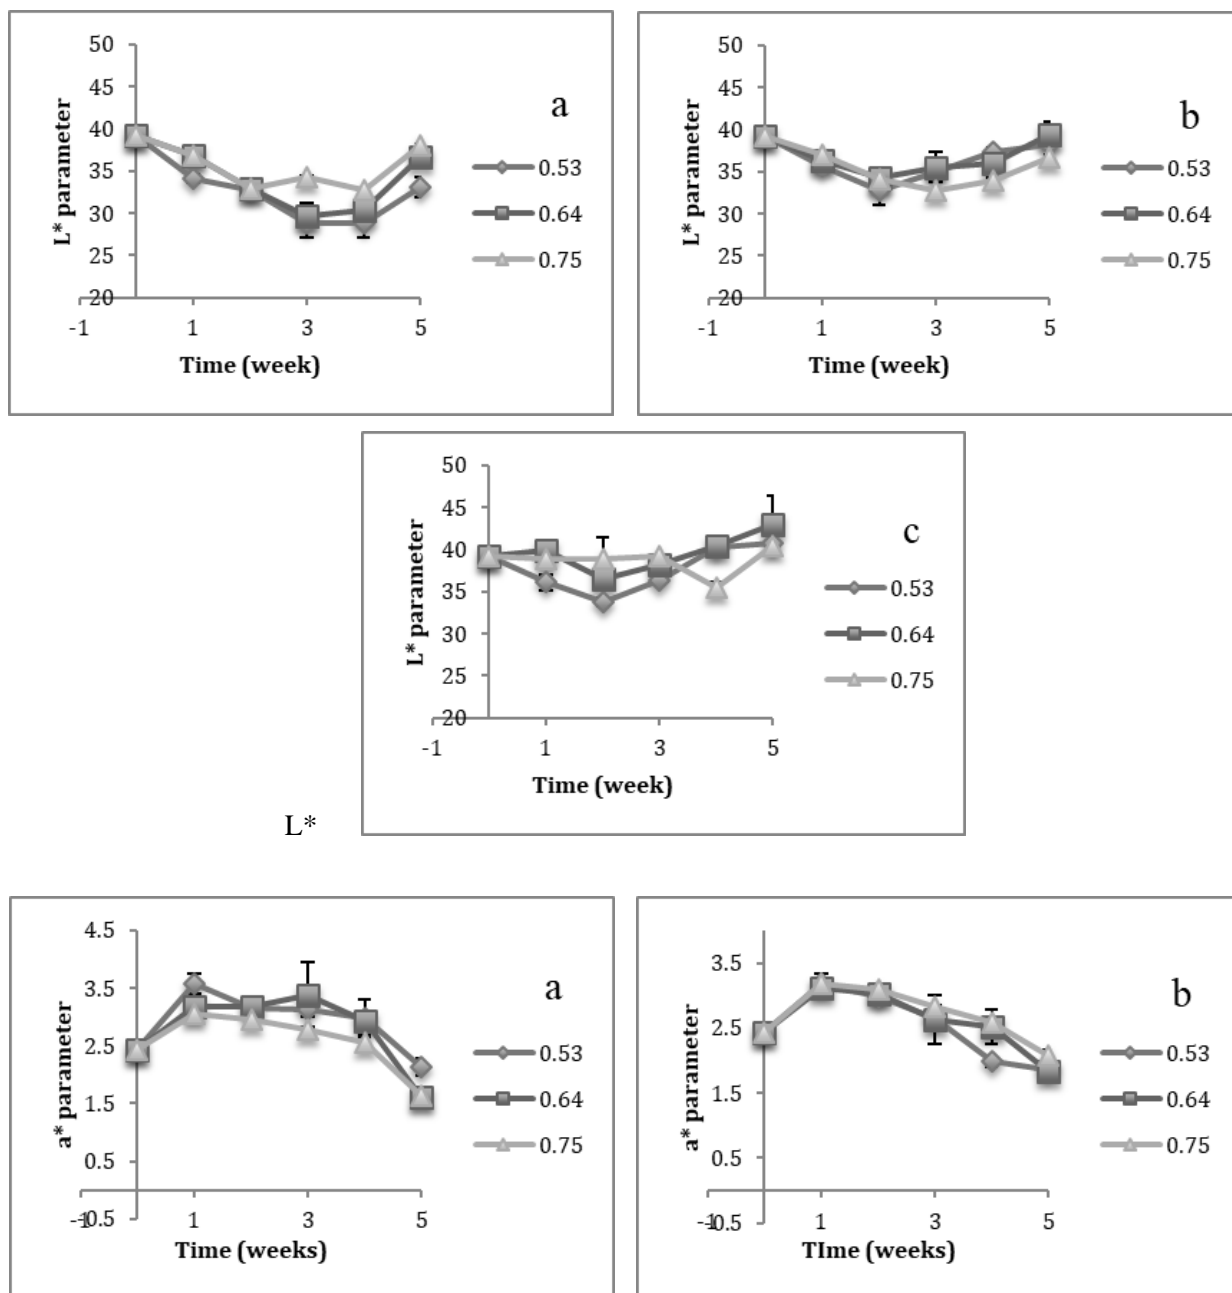 50
45
40
35
30
25
20
L* parameter
-1 1 3 5
Time (week)
a
0.53
0.64
0.75
50
45
40
35
30
25
20
L* parameter
-1 1 3 5
Time (week)
b
0.53
0.64
0.75
50
45
40
35
30
25
20
L* parameter
-1 1 3 5
Time (week)
c
0.53
0.64
0.75
L*
4.5
3.5
2.5
1.5
0.5
-0.5
a* parameter
-1 1 3 5
Time (weeks)
a
0.53
0.64
0.75
3.5
2.5
1.5
0.5
-0.5
a* parameter
-1 1 3 5
TIme (weeks)
b
0.53
0.64
0.75